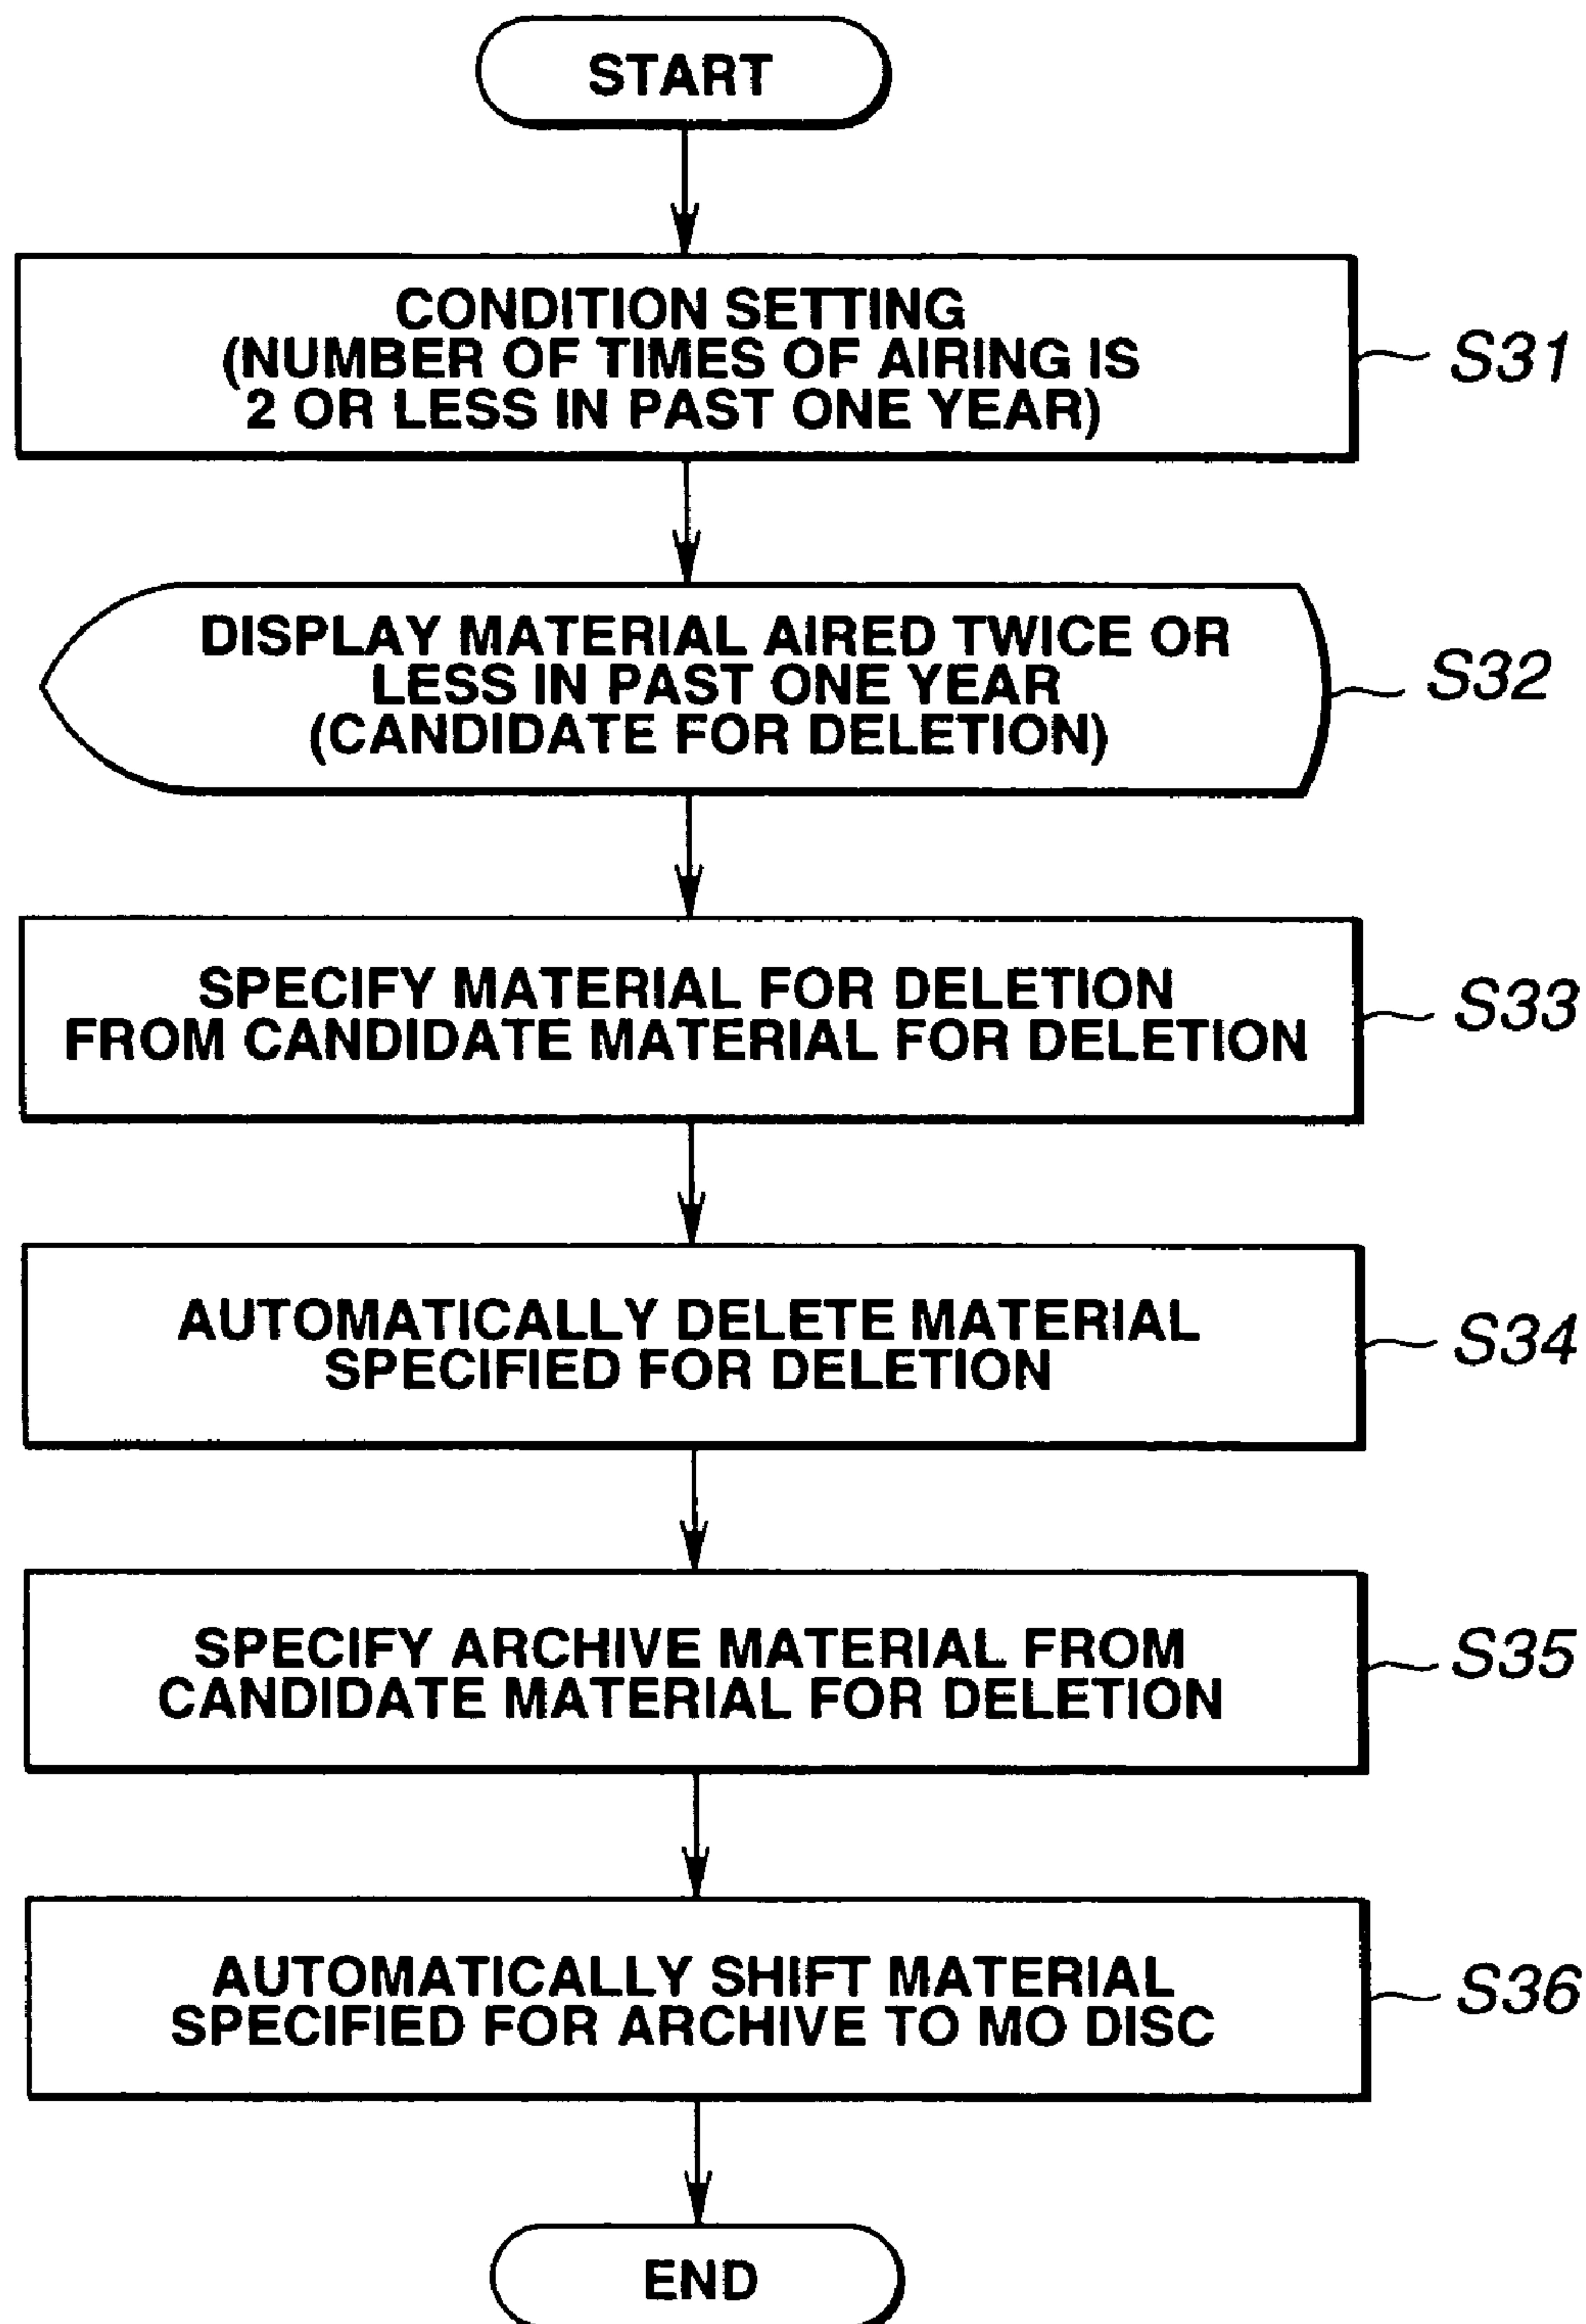 START
CONDITION SETTING
(NUMBER OF TIMES OF AIRING IS
2 OR LESS IN PAST ONE YEAR)
S31
DISPLAY MATERIAL AIRED TWICE OR
LESS IN PAST ONE YEAR
(CANDIDATE FOR DELETION)
S32
SPECIFY MATERIAL FOR DELETION
FROM CANDIDATE MATERIAL FOR DELETION
S33
AUTOMATICALLY DELETE MATERIAL
SPECIFIED FOR DELETION
S34
SPECIFY ARCHIVE MATERIAL FROM
CANDIDATE MATERIAL FOR DELETION
S35
AUTOMATICALLY SHIFT MATERIAL
SPECIFIED FOR ARCHIVE TO MO DISC
S36
END